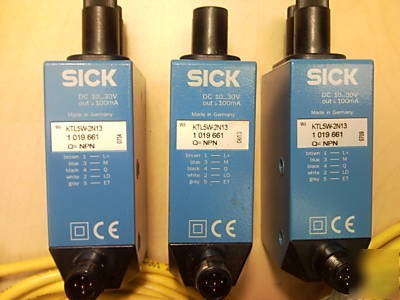 SICK
DC 10...30V
out ≤ 100mA
Made in Germany
KTL5W-2N13
1 019 661
Q= NPN
brown 1 L+
blue 3 M
black 4 Q
white 2 LD
gray 5 ET
CE
SICK
DC 10...30V
out ≤ 100mA
Made in Germany
KTL5W-2N13
1 019 661
Q= NPN
brown 1 L+
blue 3 M
black 4 Q
white 2 LD
gray 5 ET
CE
SICK
DC 10...30V
out ≤ 100mA
Made in Germany
KTL5W-2N13
1 019 661
Q= NPN
brown 1 L+
blue 3 M
black 4 Q
white 2 LD
gray 5 ET
CE